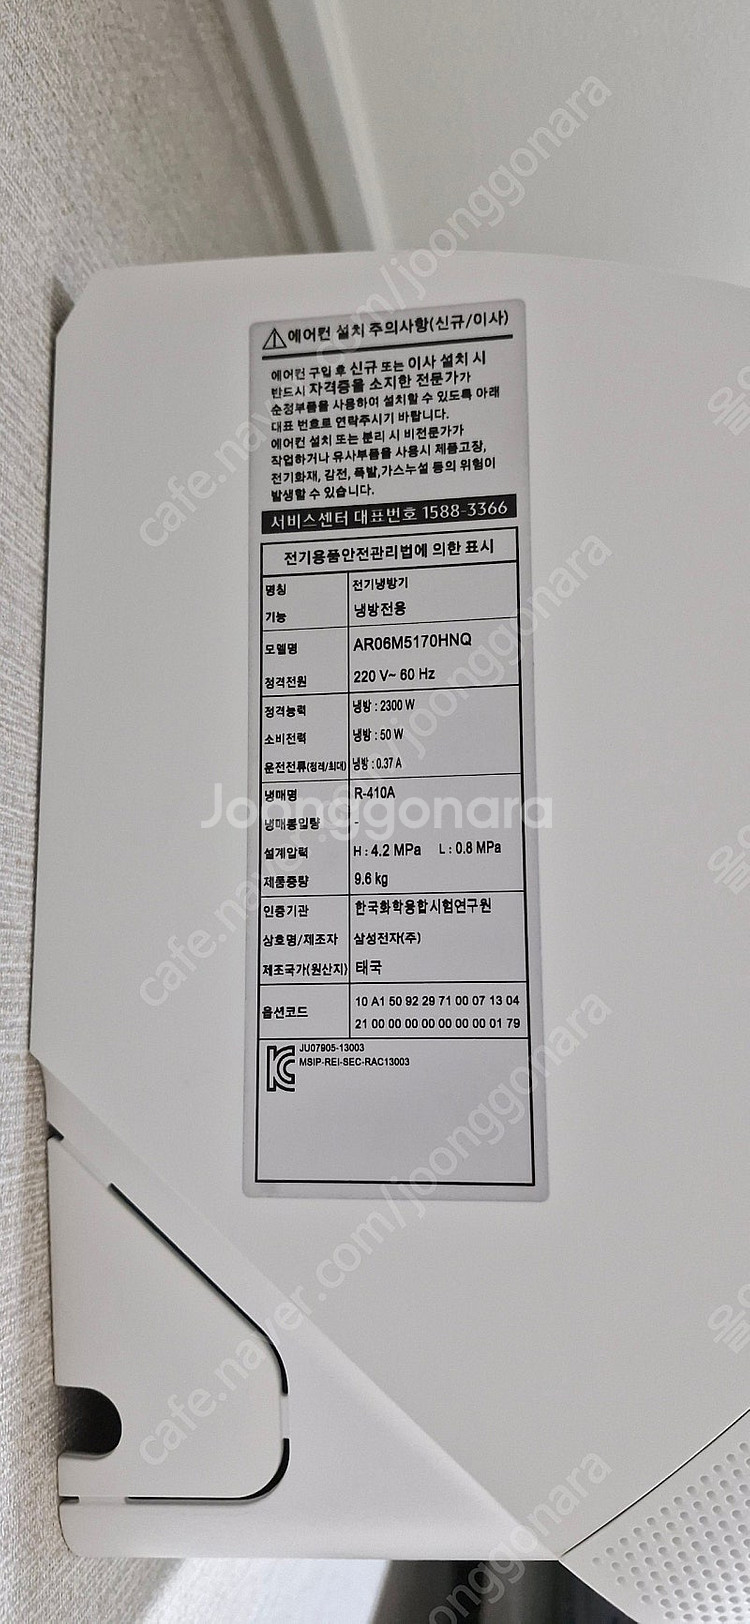 ⚠에어컨 설치 주의사항(신규/이사)
에어컨 구입 후 신규 또는 이사 설치 시
반드시 자격증을 소지한 전문가가
순정부품을 사용하여 설치할 수 있도록 아래
대표 번호로 연락주시기 바랍니다.
에어컨 설치 또는 분리 시 비전문가가
작업하거나 유사부품을 사용시 제품고장,
전기화재, 감전, 폭발,가스누설 등의 위험이
발생할 수 있습니다.
서비스센터 대표번호 1588-3366
전기용품안전관리법에 의한 표시
명칭 전기냉방기
기능 냉방전용
모델명 AR06M5170HNQ
정격전원 220 V~ 60 Hz
정격능력 냉방 : 2300 W
소비전력 냉방 : 50 W
운전전류(정격/최대) 냉방 : 0.37 A
냉매명 R-410A
냉매봉입량 -
설계압력 H : 4.2 MPa L : 0.8 MPa
제품중량 9.6 kg
인증기관 한국화학융합시험연구원
상호명/제조자 삼성전자(주)
제조국가(원산지) 태국
옵션코드 10 A1 50 92 29 71 00 07 13 04
21 00 00 00 00 00 00 00 01 79
JU07905-13003
MSIP-REI-SEC-RAC13003
Joonggonara
cafe.naver.com/joonggonara
cafe.naver.com/joonggonara
cafe.naver.com/joonggonara
joonggonara